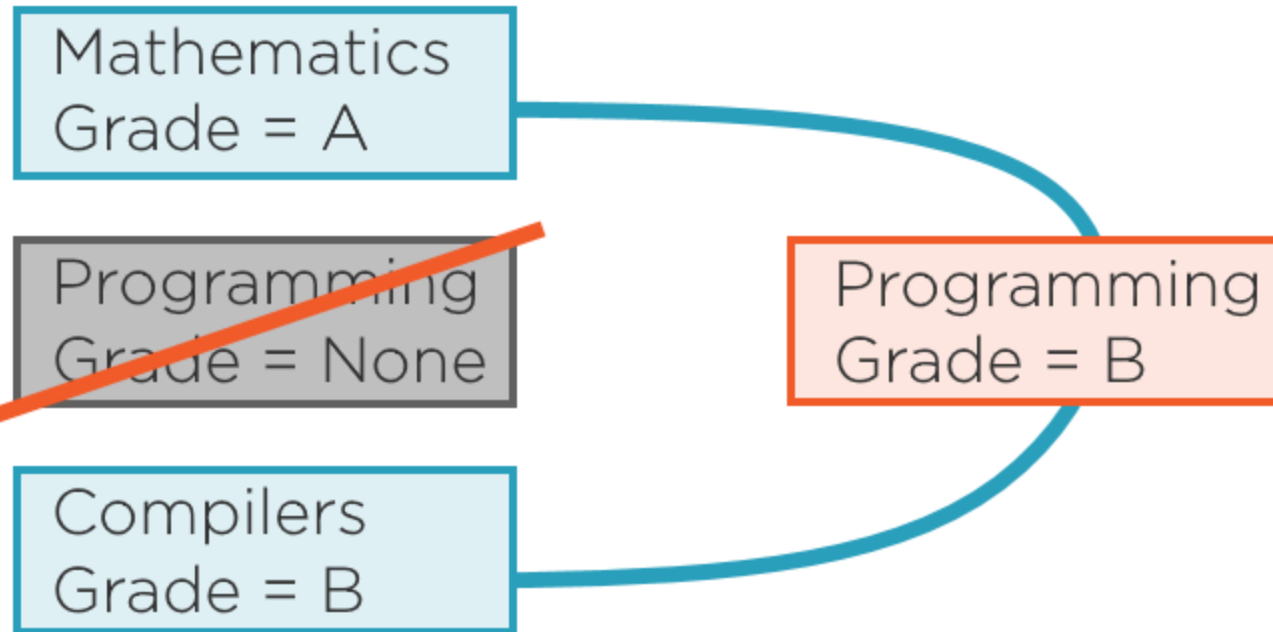 Mathematics
Grade = A
Programming
Grade = None
Programming
Grade = B
Compilers
Grade = B